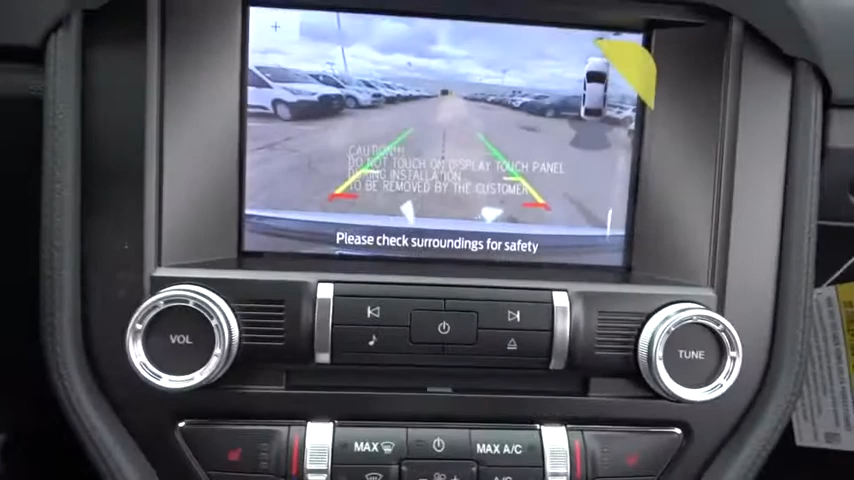 CAUTION!!
DO NOT TOUCH ON DISPLAY,TOUCH PANEL
DURING INSTALLATION
TO BE REMOVED BY THE CUSTOMER
Please check surroundings for safety
VOL
TUNE
MAX
MAX A/C
A/C